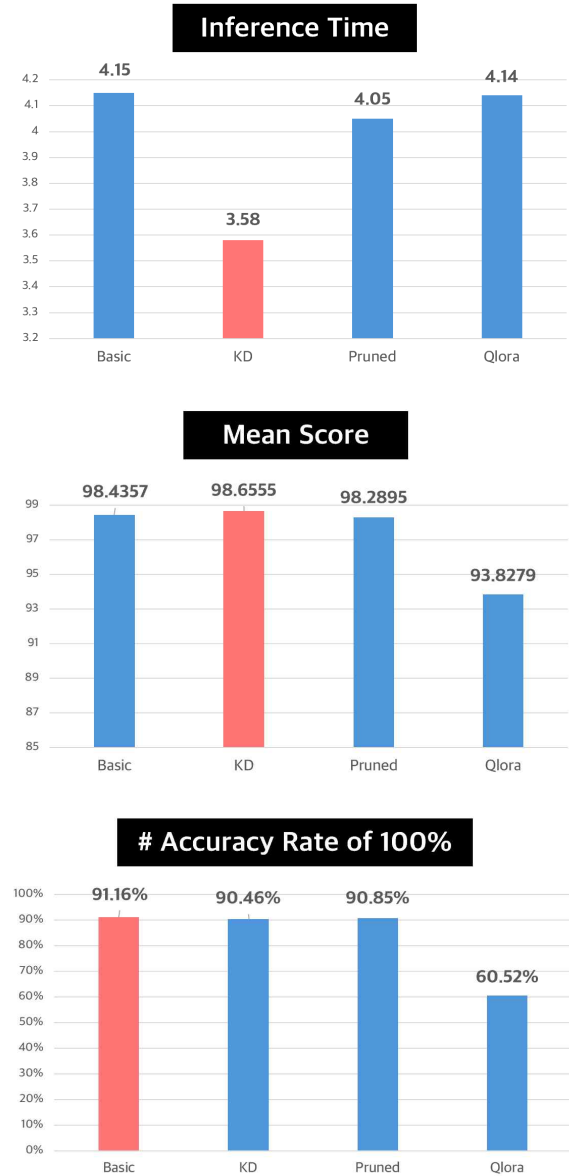 Inference Time
4.15
4.05
4.14
3.58
4.2
4.1
4
3.9
3.8
3.7
3.6
3.5
3.4
3.3
3.2
Basic
KD
Pruned
Qlora
Mean Score
98.4357
98.6555
98.2895
93.8279
99
97
95
93
91
89
87
85
Basic
KD
Pruned
Qlora
# Accuracy Rate of 100%
91.16%
90.46%
90.85%
60.52%
100%
90%
80%
70%
60%
50%
40%
30%
20%
10%
0%
Basic
KD
Pruned
Qlora